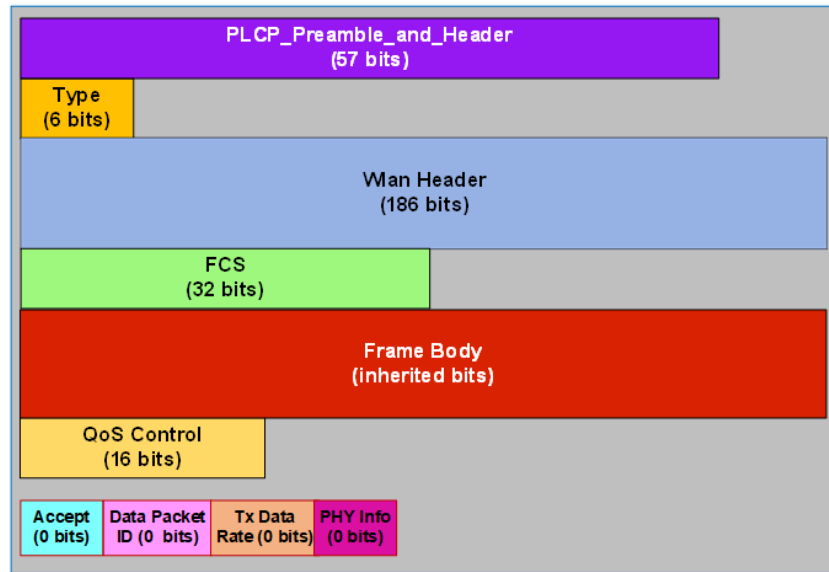 PLCP_Preamble_and_Header
(57 bits)
Type
(6 bits)
Wlan Header
(186 bits)
FCS
(32 bits)
Frame Body
(inherited bits)
QoS Control
(16 bits)
Accept
(0 bits)
Data Packet
ID (0 bits)
Tx Data
Rate (0 bits)
PHY Info
(0 bits)